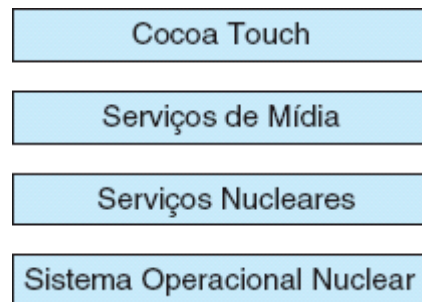 Cocoa Touch
Serviços de Mídia
Serviços Nucleares
Sistema Operacional Nuclear